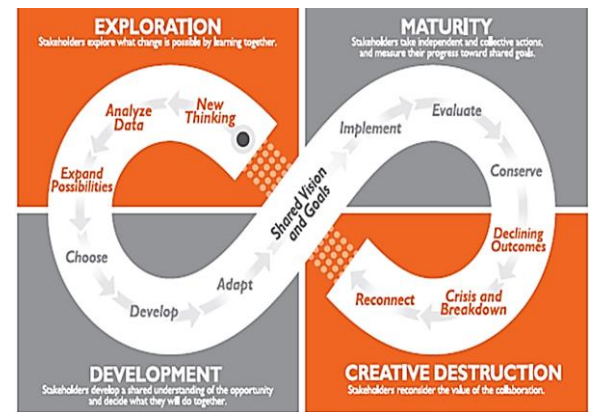 EXPLORATION
Stakeholders explore what change is possible by learning together.
MATURITY
Stakeholders take independent and collective actions,
and measure their progress toward shared goals.
New
Thinking
Analyze
Data
Expand
Possibilities
Choose
Develop
Adapt
Shared Vision
and Goals
Implement
Evaluate
Conserve
Declining
Outcomes
Crisis and
Breakdown
Reconnect
DEVELOPMENT
Stakeholders develop a shared understanding of the opportunity
and decide what they will do together.
CREATIVE DESTRUCTION
Stakeholders reconsider the value of the collaboration.